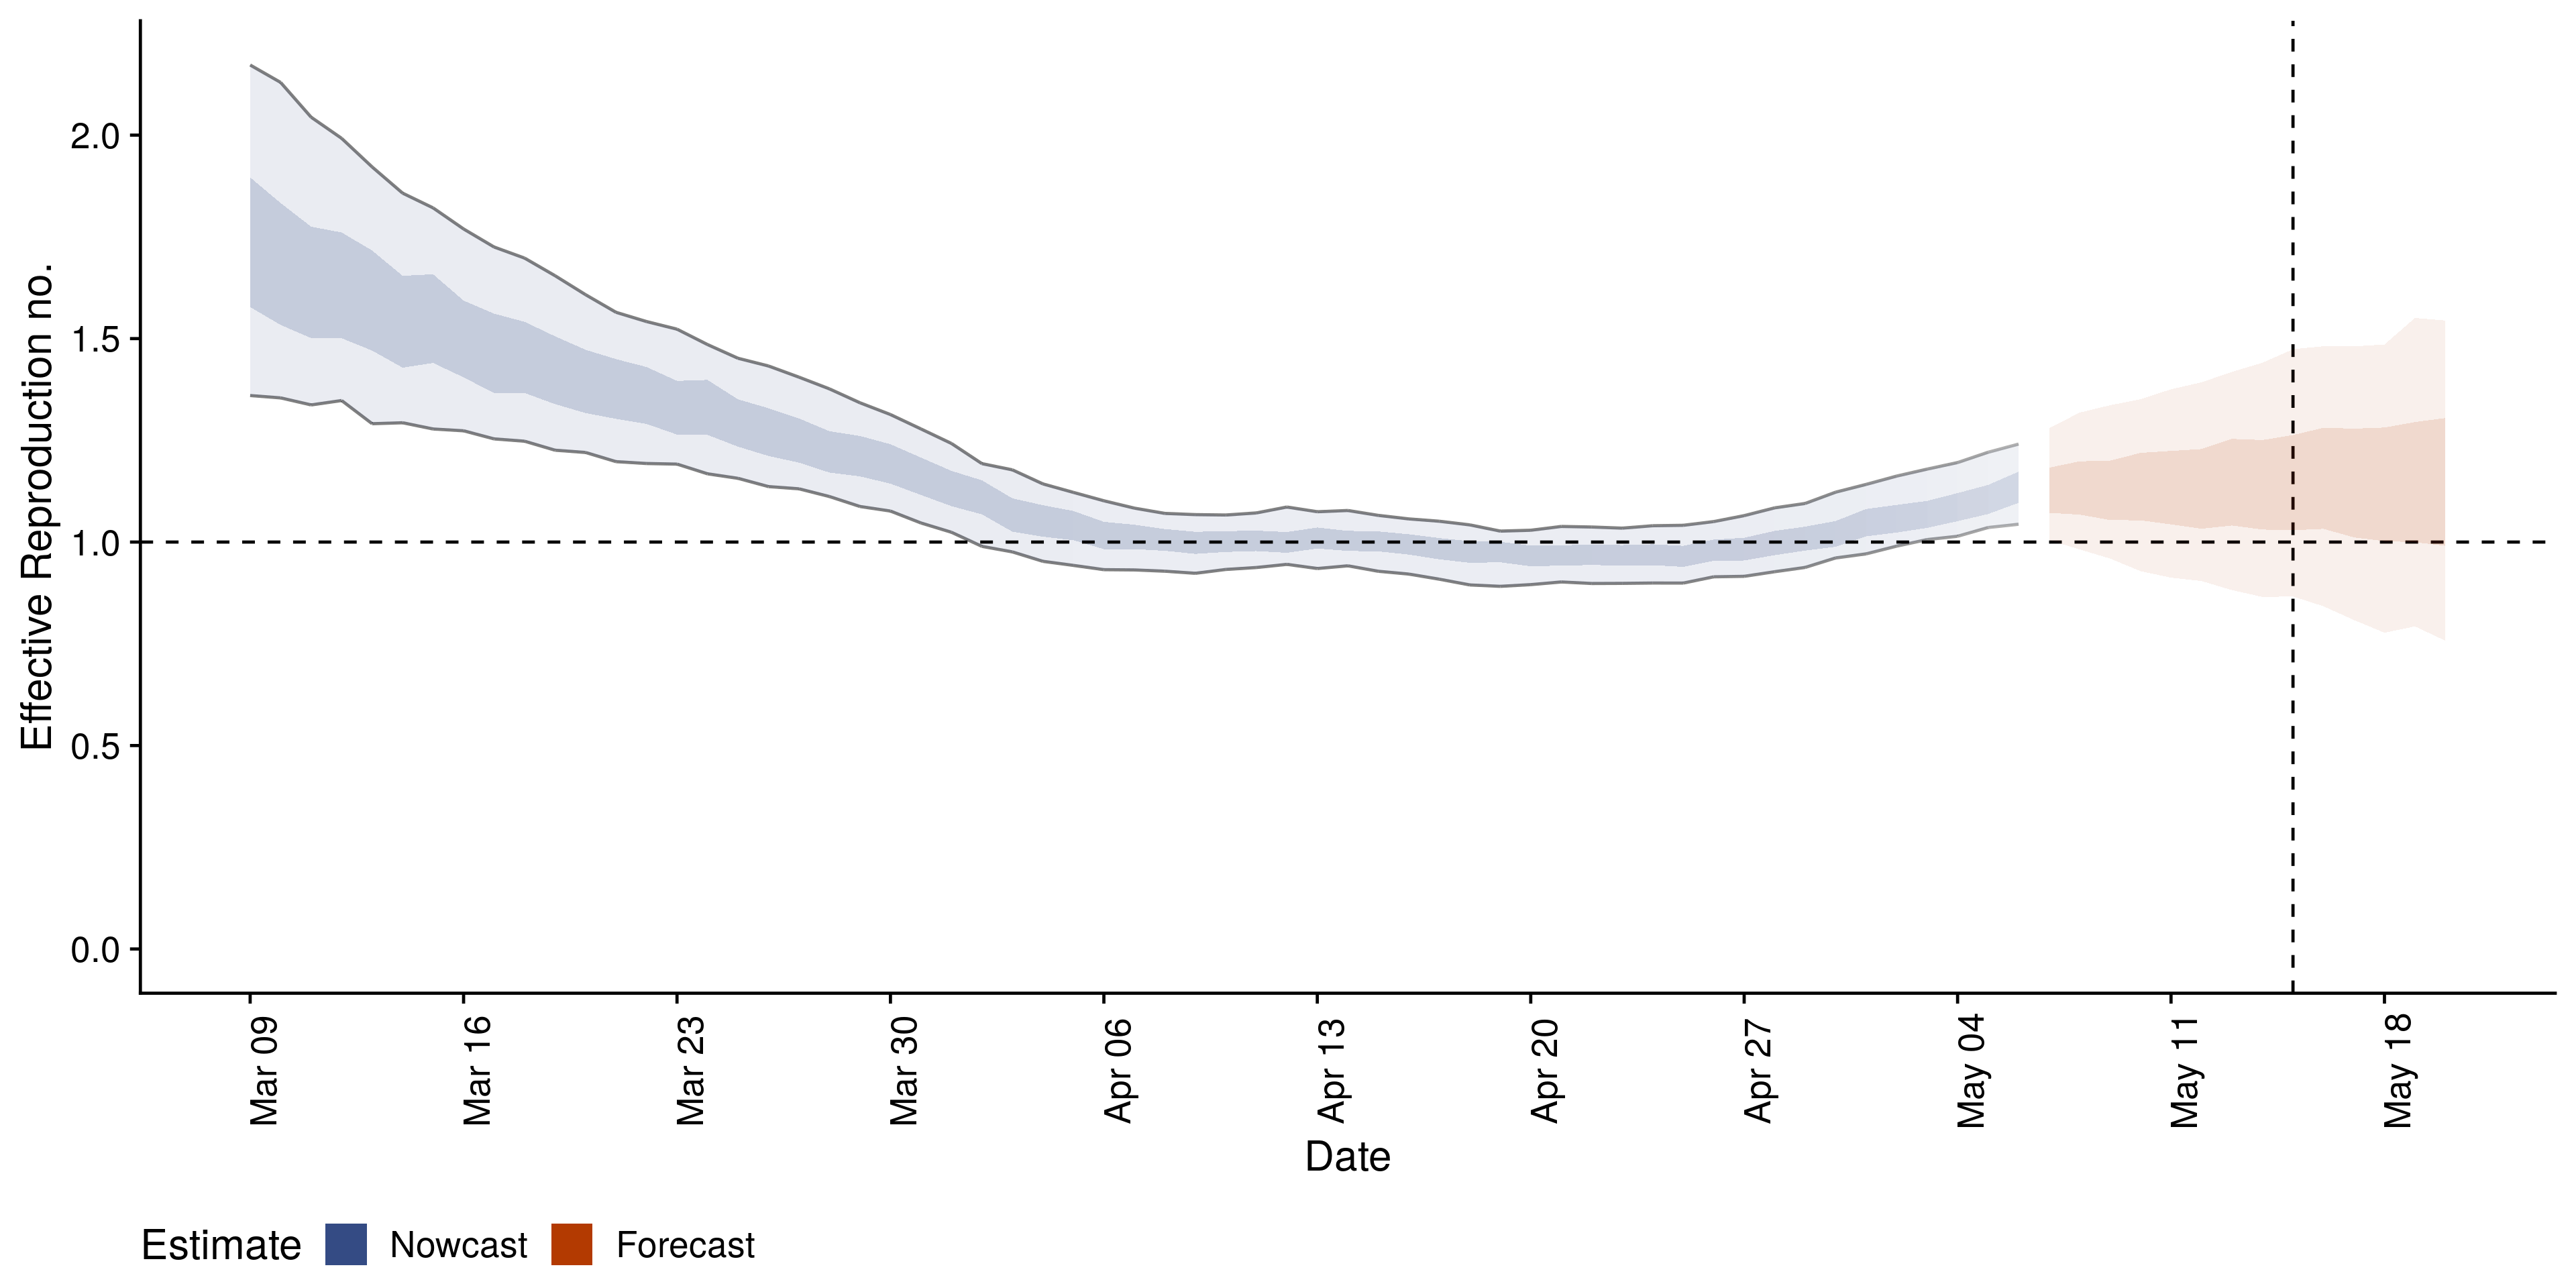 Effective Reproduction no.
2.0
1.5
1.0
0.5
0.0
Mar 09
Mar 16
Mar 23
Mar 30
Apr 06
Apr 13
Apr 20
Apr 27
May 04
May 11
May 18
Date
Estimate Nowcast Forecast